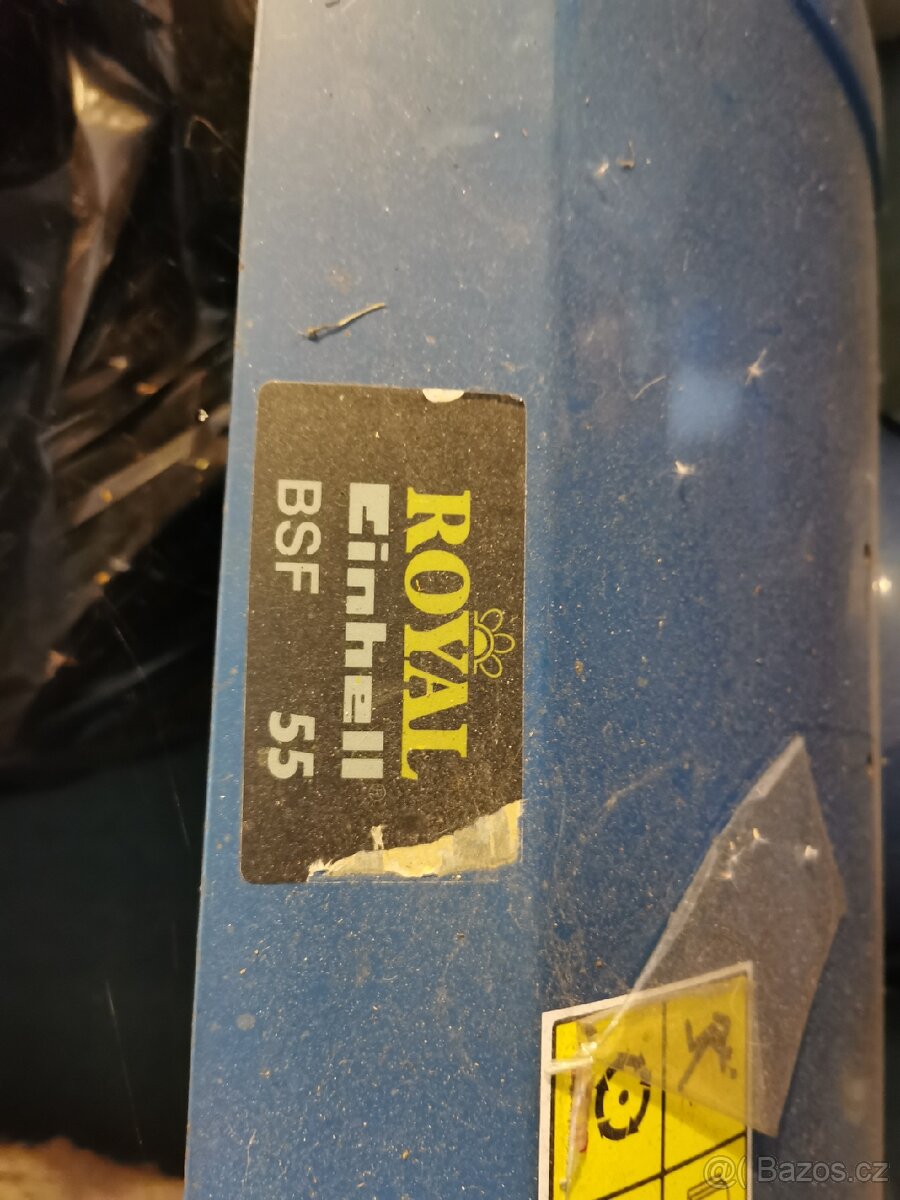 ROYAL
Einhell®
BSF 55
@Bazos.cz